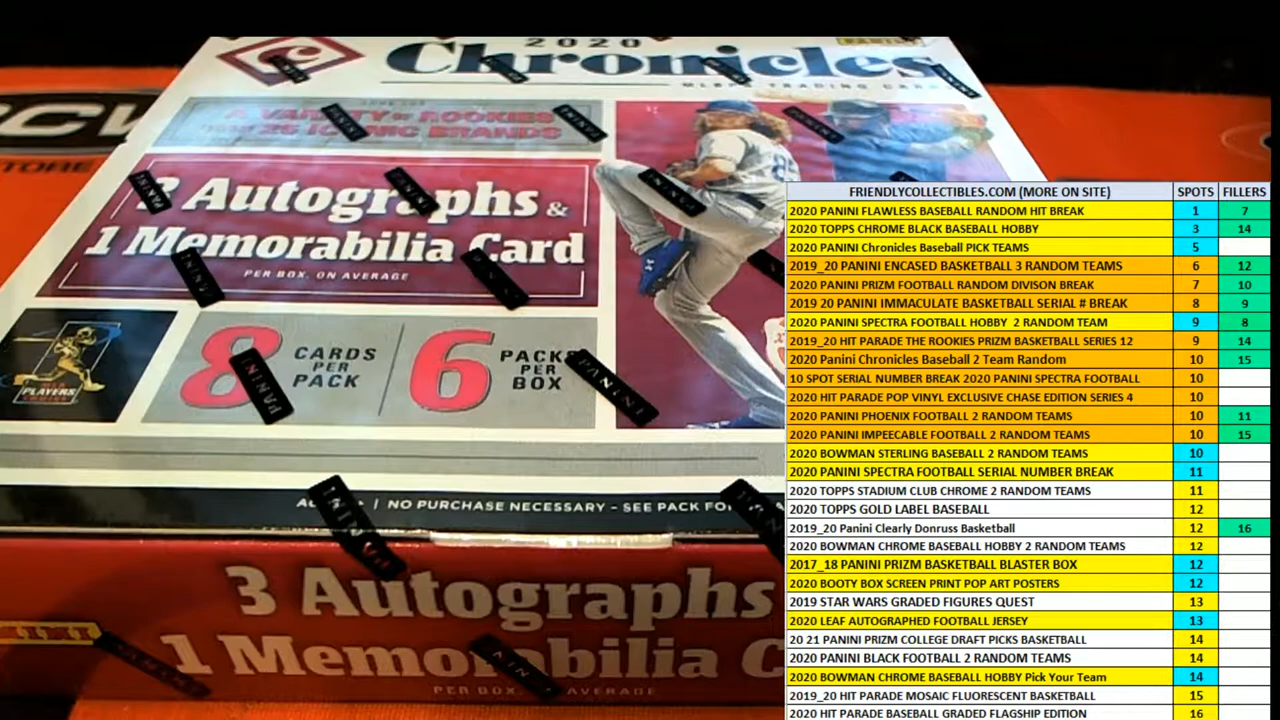 2020
Chronicles
MLBPA TRADING CARDS
A VARIETY OF ROOKIES
3 Autographs &
1 Memorabilia Card
PER BOX, ON AVERAGE
8 CARDS PER PACK
6 PACKS PER BOX
MLB PLAYERS
NO PURCHASE NECESSARY – SEE PACK FOR
3 Autographs
1 Memorabilia C
PER BOX, AVERAGE
PANINI
TORE
FRIENDLYCOLLECTIBLES.COM (MORE ON SITE) SPOTS FILLERS
2020 PANINI FLAWLESS BASEBALL RANDOM HIT BREAK 1 7
2020 TOPPS CHROME BLACK BASEBALL HOBBY 3 14
2020 PANINI Chronicles Baseball PICK TEAMS 5
2019_20 PANINI ENCASED BASKETBALL 3 RANDOM TEAMS 6 12
2020 PANINI PRIZM FOOTBALL RANDOM DIVISON BREAK 7 10
2019 20 PANINI IMMACULATE BASKETBALL SERIAL # BREAK 8 9
2020 PANINI SPECTRA FOOTBALL HOBBY 2 RANDOM TEAM 9 8
2019_20 HIT PARADE THE ROOKIES PRIZM BASKETBALL SERIES 12 9 14
2020 Panini Chronicles Baseball 2 Team Random 10 15
10 SPOT SERIAL NUMBER BREAK 2020 PANINI SPECTRA FOOTBALL 10
2020 HIT PARADE POP VINYL EXCLUSIVE CHASE EDITION SERIES 4 10
2020 PANINI PHOENIX FOOTBALL 2 RANDOM TEAMS 10 11
2020 PANINI IMPEECABLE FOOTBALL 2 RANDOM TEAMS 10 15
2020 BOWMAN STERLING BASEBALL 2 RANDOM TEAMS 10
2020 PANINI SPECTRA FOOTBALL SERIAL NUMBER BREAK 11
2020 TOPPS STADIUM CLUB CHROME 2 RANDOM TEAMS 11
2020 TOPPS GOLD LABEL BASEBALL 12
2019_20 Panini Clearly Donruss Basketball 12 16
2020 BOWMAN CHROME BASEBALL HOBBY 2 RANDOM TEAMS 12
2017_18 PANINI PRIZM BASKETBALL BLASTER BOX 12
2020 BOOTY BOX SCREEN PRINT POP ART POSTERS 12
2019 STAR WARS GRADED FIGURES QUEST 13
2020 LEAF AUTOGRAPHED FOOTBALL JERSEY 13
20 21 PANINI PRIZM COLLEGE DRAFT PICKS BASKETBALL 14
2020 PANINI BLACK FOOTBALL 2 RANDOM TEAMS 14
2020 BOWMAN CHROME BASEBALL HOBBY Pick Your Team 14
2019_20 HIT PARADE MOSAIC FLUORESCENT BASKETBALL 15
2020 HIT PARADE BASEBALL GRADED FLAGSHIP EDITION 16